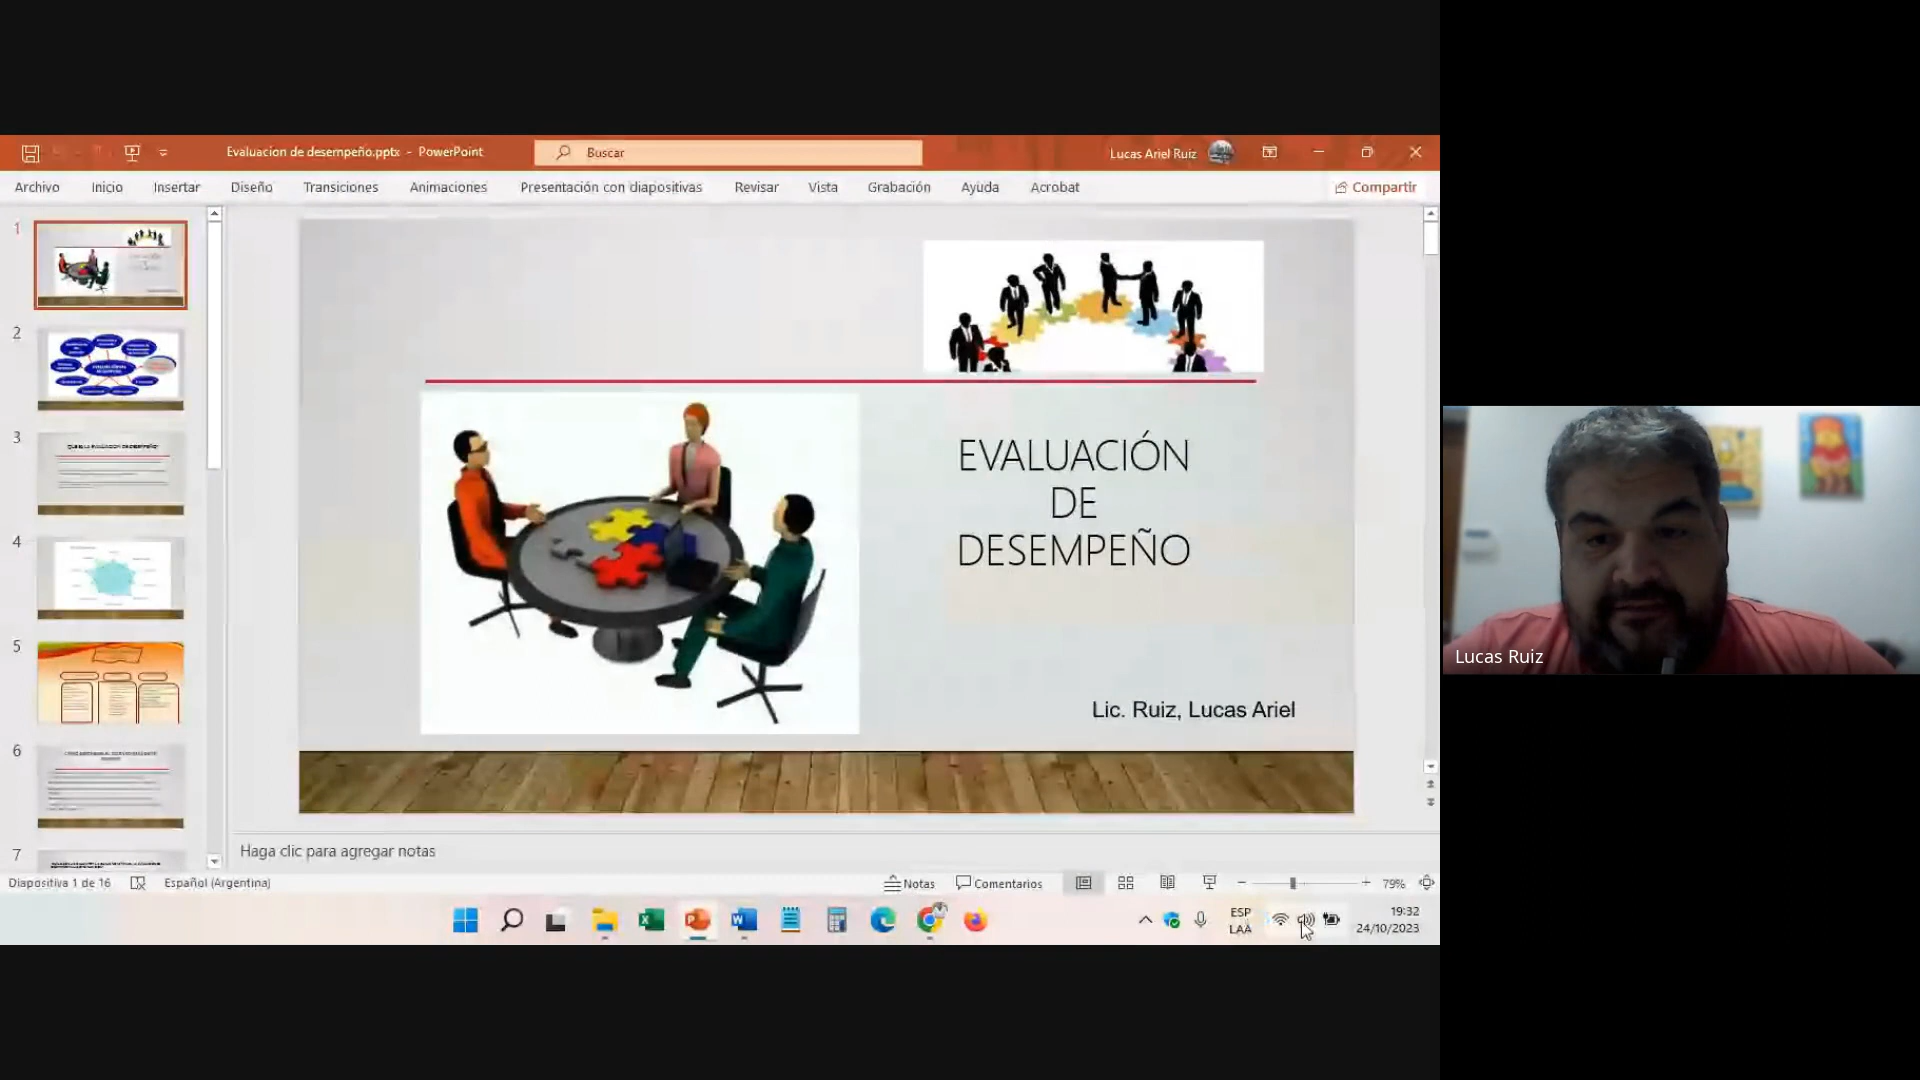 Evaluacion de desempeño.pptx - PowerPoint
Buscar
Lucas Ariel Ruiz
Archivo Inicio Insertar Diseño Transiciones Animaciones Presentación con diapositivas Revisar Vista Grabación Ayuda Acrobat Compartir
1
2
3
4
5
6
7
EVALUACIÓN
DE
DESEMPEÑO
Lic. Ruiz, Lucas Ariel
Haga clic para agregar notas
Diapositiva 1 de 16 Español (Argentina) Notas Comentarios 79%
ESP
LAA
19:32
24/10/2023
Lucas Ruiz